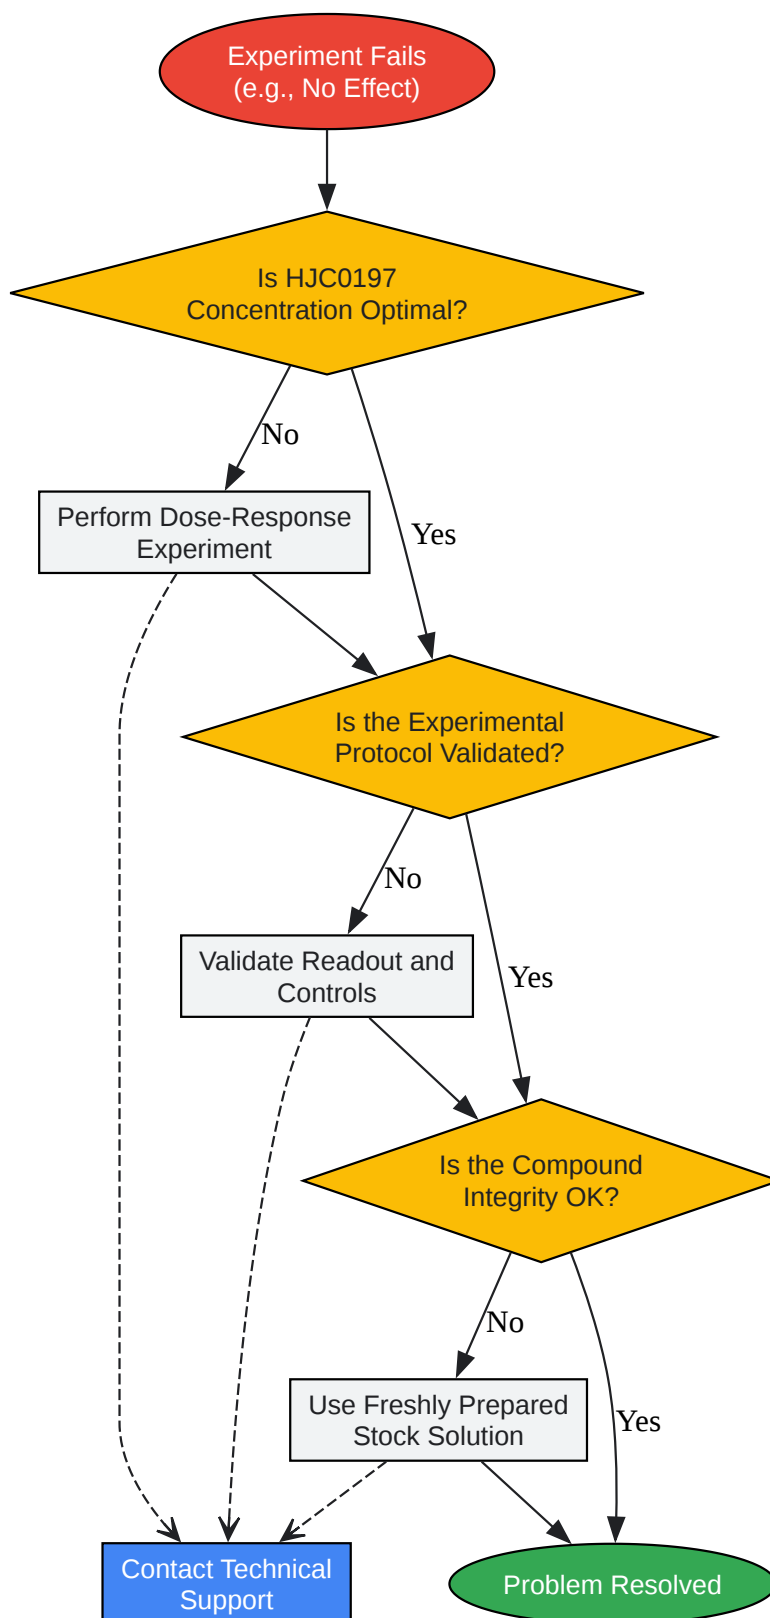 Experiment Fails
(e.g., No Effect)
Is HJC0197
Concentration Optimal?
No
Perform Dose-Response
Experiment
Yes
Is the Experimental
Protocol Validated?
No
Validate Readout and
Controls
Yes
Is the Compound
Integrity OK?
No
Use Freshly Prepared
Stock Solution
Yes
Contact Technical
Support
Problem Resolved